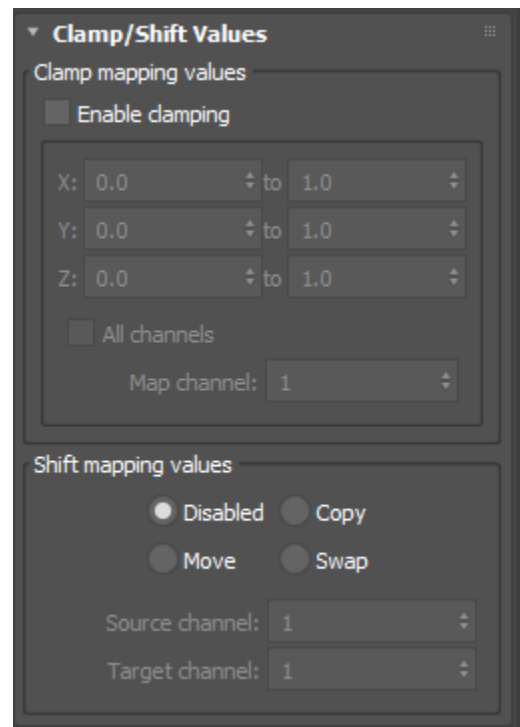 Clamp/Shift Values
Clamp mapping values
Enable clamping
X: 0.0 to 1.0
Y: 0.0 to 1.0
Z: 0.0 to 1.0
All channels
Map channel: 1
Shift mapping values
Disabled Copy
Move Swap
Source channel: 1
Target channel: 1